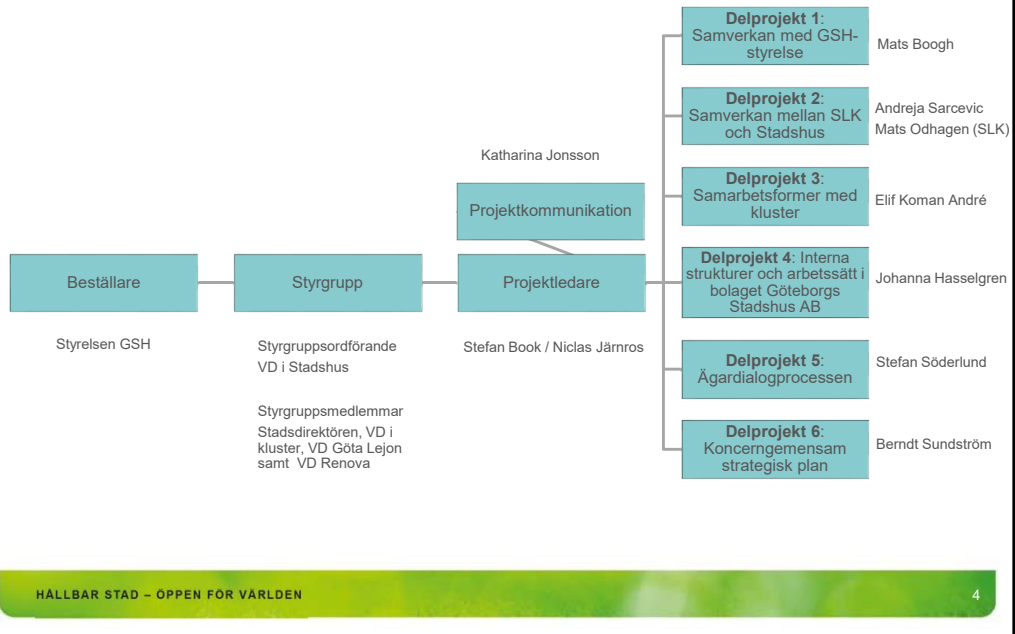 Beställare
Styrelsen GSH
Styrgrupp
Styrgruppsordförande
VD i Stadshus
Styrgruppsmedlemmar
Stadsdirektören, VD i
kluster, VD Göta Lejon
samt VD Renova
Katharina Jonsson
Projektkommunikation
Projektledare
Stefan Book / Niclas Järnros
Delprojekt 1:
Samverkan med GSH-
styrelse
Mats Boogh
Delprojekt 2:
Samverkan mellan SLK
och Stadshus
Andreja Sarcevic
Mats Odhagen (SLK)
Delprojekt 3:
Samarbetsformer med
kluster
Elif Koman André
Delprojekt 4: Interna
strukturer och arbetssätt i
bolaget Göteborgs
Stadshus AB
Johanna Hasselgren
Delprojekt 5:
Ägardialogprocessen
Stefan Söderlund
Delprojekt 6:
Koncerngemensam
strategisk plan
Berndt Sundström
HÅLLBAR STAD – ÖPPEN FÖR VÄRLDEN
4